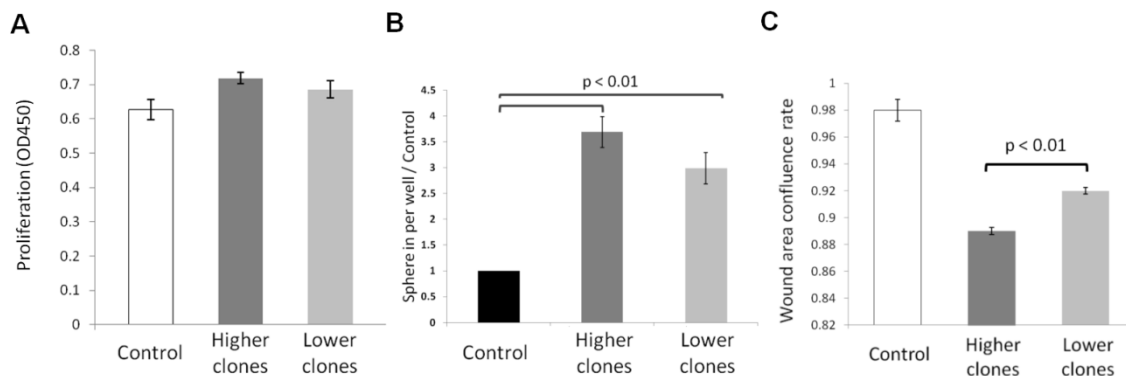 A
Proliferation (OD450)
0.8
0.7
0.6
0.5
0.4
0.3
0.2
0.1
0
Control
Higher
clones
Lower
clones
B
p < 0.01
Sphere in per well / Control
4.5
4
3.5
3
2.5
2
1.5
1
0.5
0
Control
Higher
clones
Lower
clones
C
p < 0.01
Wound area confluence rate
1
0.98
0.96
0.94
0.92
0.9
0.88
0.86
0.84
0.82
Control
Higher
clones
Lower
clones